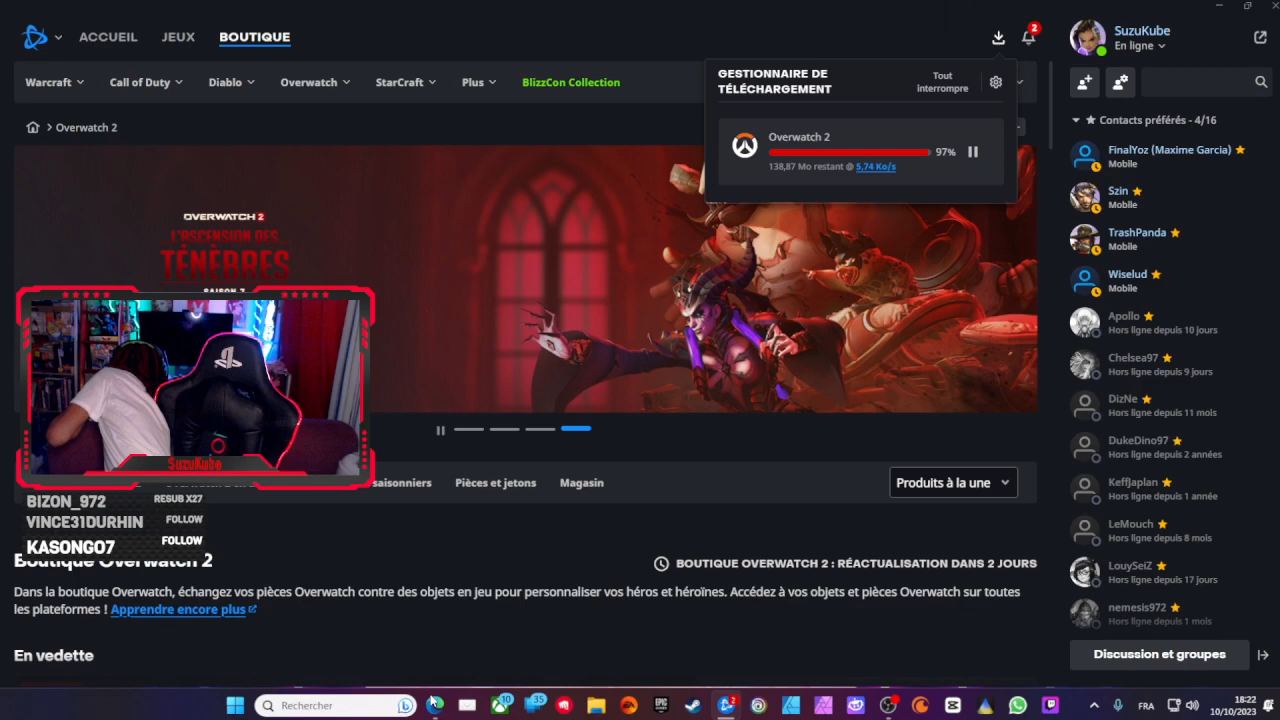 ACCUEIL
JEUX
BOUTIQUE
2
SuzuKube
En ligne
Warcraft
Call of Duty
Diablo
Overwatch
StarCraft
Plus
BlizzCon Collection
GESTIONNAIRE DE
TÉLÉCHARGEMENT
Tout
interrompre
Overwatch 2
97%
138,87 Mo restant @ 5,74 Ko/s
Overwatch 2
OVERWATCH 2
L'ASCENSION DES
TÉNÈBRES
SAISON 7
SuzuKube
BIZON_972
RESUB X27
VINCE31DURHIN
FOLLOW
KASONGO7
FOLLOW
saisonniers
Pièces et jetons
Magasin
Produits à la une
Boutique Overwatch 2
BOUTIQUE OVERWATCH 2 : RÉACTUALISATION DANS 2 JOURS
Dans la boutique Overwatch, échangez vos pièces Overwatch contre des objets en jeu pour personnaliser vos héros et héroïnes. Accédez à vos objets et pièces Overwatch sur toutes
les plateformes ! Apprendre encore plus
En vedette
Contacts préférés - 4/16
FinalYoz (Maxime Garcia)
Mobile
Szin
Mobile
TrashPanda
Mobile
Wiselud
Mobile
Apollo
Hors ligne depuis 10 jours
Chelsea97
Hors ligne depuis 9 jours
DizNe
Hors ligne depuis 11 mois
DukeDino97
Hors ligne depuis 2 années
KeffJaplan
Hors ligne depuis 1 année
LeMouch
Hors ligne depuis 8 mois
LouySeiZ
Hors ligne depuis 17 jours
nemesis972
Hors ligne depuis 1 mois
Discussion et groupes
Rechercher
10
35
EPIC
GAMES
2
FRA
18:22
10/10/2023